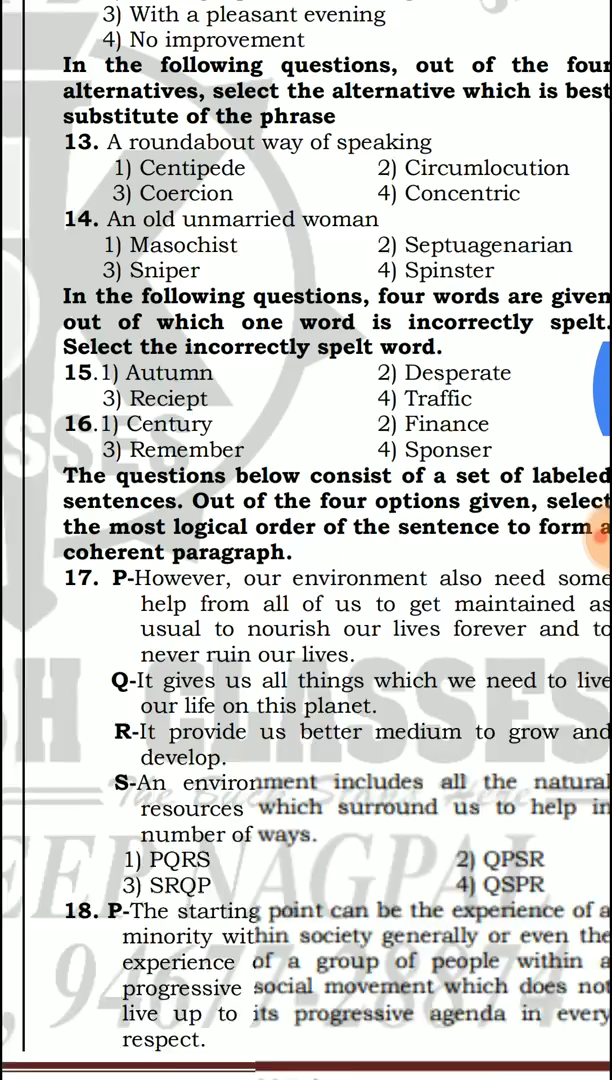 3) With a pleasant evening
4) No improvement
In the following questions, out of the four
alternatives, select the alternative which is best
substitute of the phrase
13. A roundabout way of speaking
1) Centipede 2) Circumlocution
3) Coercion 4) Concentric
14. An old unmarried woman
1) Masochist 2) Septuagenarian
3) Sniper 4) Spinster
In the following questions, four words are given
out of which one word is incorrectly spelt.
Select the incorrectly spelt word.
15.1) Autumn 2) Desperate
3) Reciept 4) Traffic
16.1) Century 2) Finance
3) Remember 4) Sponser
The questions below consist of a set of labeled
sentences. Out of the four options given, select
the most logical order of the sentence to form a
coherent paragraph.
17. P-However, our environment also need some
help from all of us to get maintained as
usual to nourish our lives forever and to
never ruin our lives.
Q-It gives us all things which we need to live
our life on this planet.
R-It provide us better medium to grow and
develop.
S-An environment includes all the natural
resources which surround us to help in
number of ways.
1) PQRS 2) QPSR
3) SRQP 4) QSPR
18. P-The starting point can be the experience of a
minority within society generally or even the
experience of a group of people within a
progressive social movement which does not
live up to its progressive agenda in every
respect.